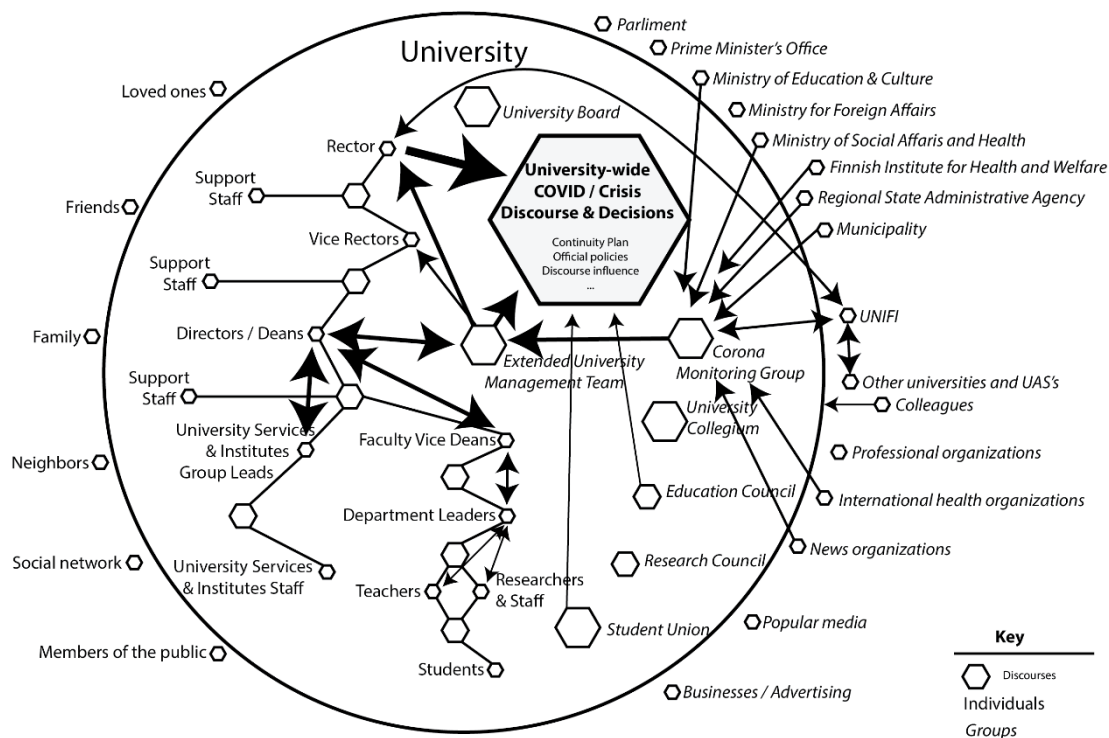 University
Parliment
Prime Minister's Office
Ministry of Education & Culture
Ministry for Foreign Affairs
Ministry of Social Affaris and Health
Finnish Institute for Health and Welfare
Regional State Administrative Agency
Municipality
UNIFI
Other universities and UAS's
Colleagues
Professional organizations
International health organizations
News organizations
Popular media
Businesses / Advertising
Loved ones
Friends
Family
Neighbors
Social network
Members of the public
University Board
Rector
Support
Staff
Vice Rectors
Support
Staff
Directors / Deans
Support
Staff
University Services
& Institutes
Group Leads
University Services
& Institutes Staff
University-wide
COVID / Crisis
Discourse & Decisions
Continuity Plan
Official policies
Discourse influence
...
Extended University
Management Team
Corona
Monitoring Group
University
Collegium
Faculty Vice Deans
Education Council
Department Leaders
Research Council
Teachers
Researchers
& Staff
Student Union
Students
Key
Discourses
Individuals
Groups